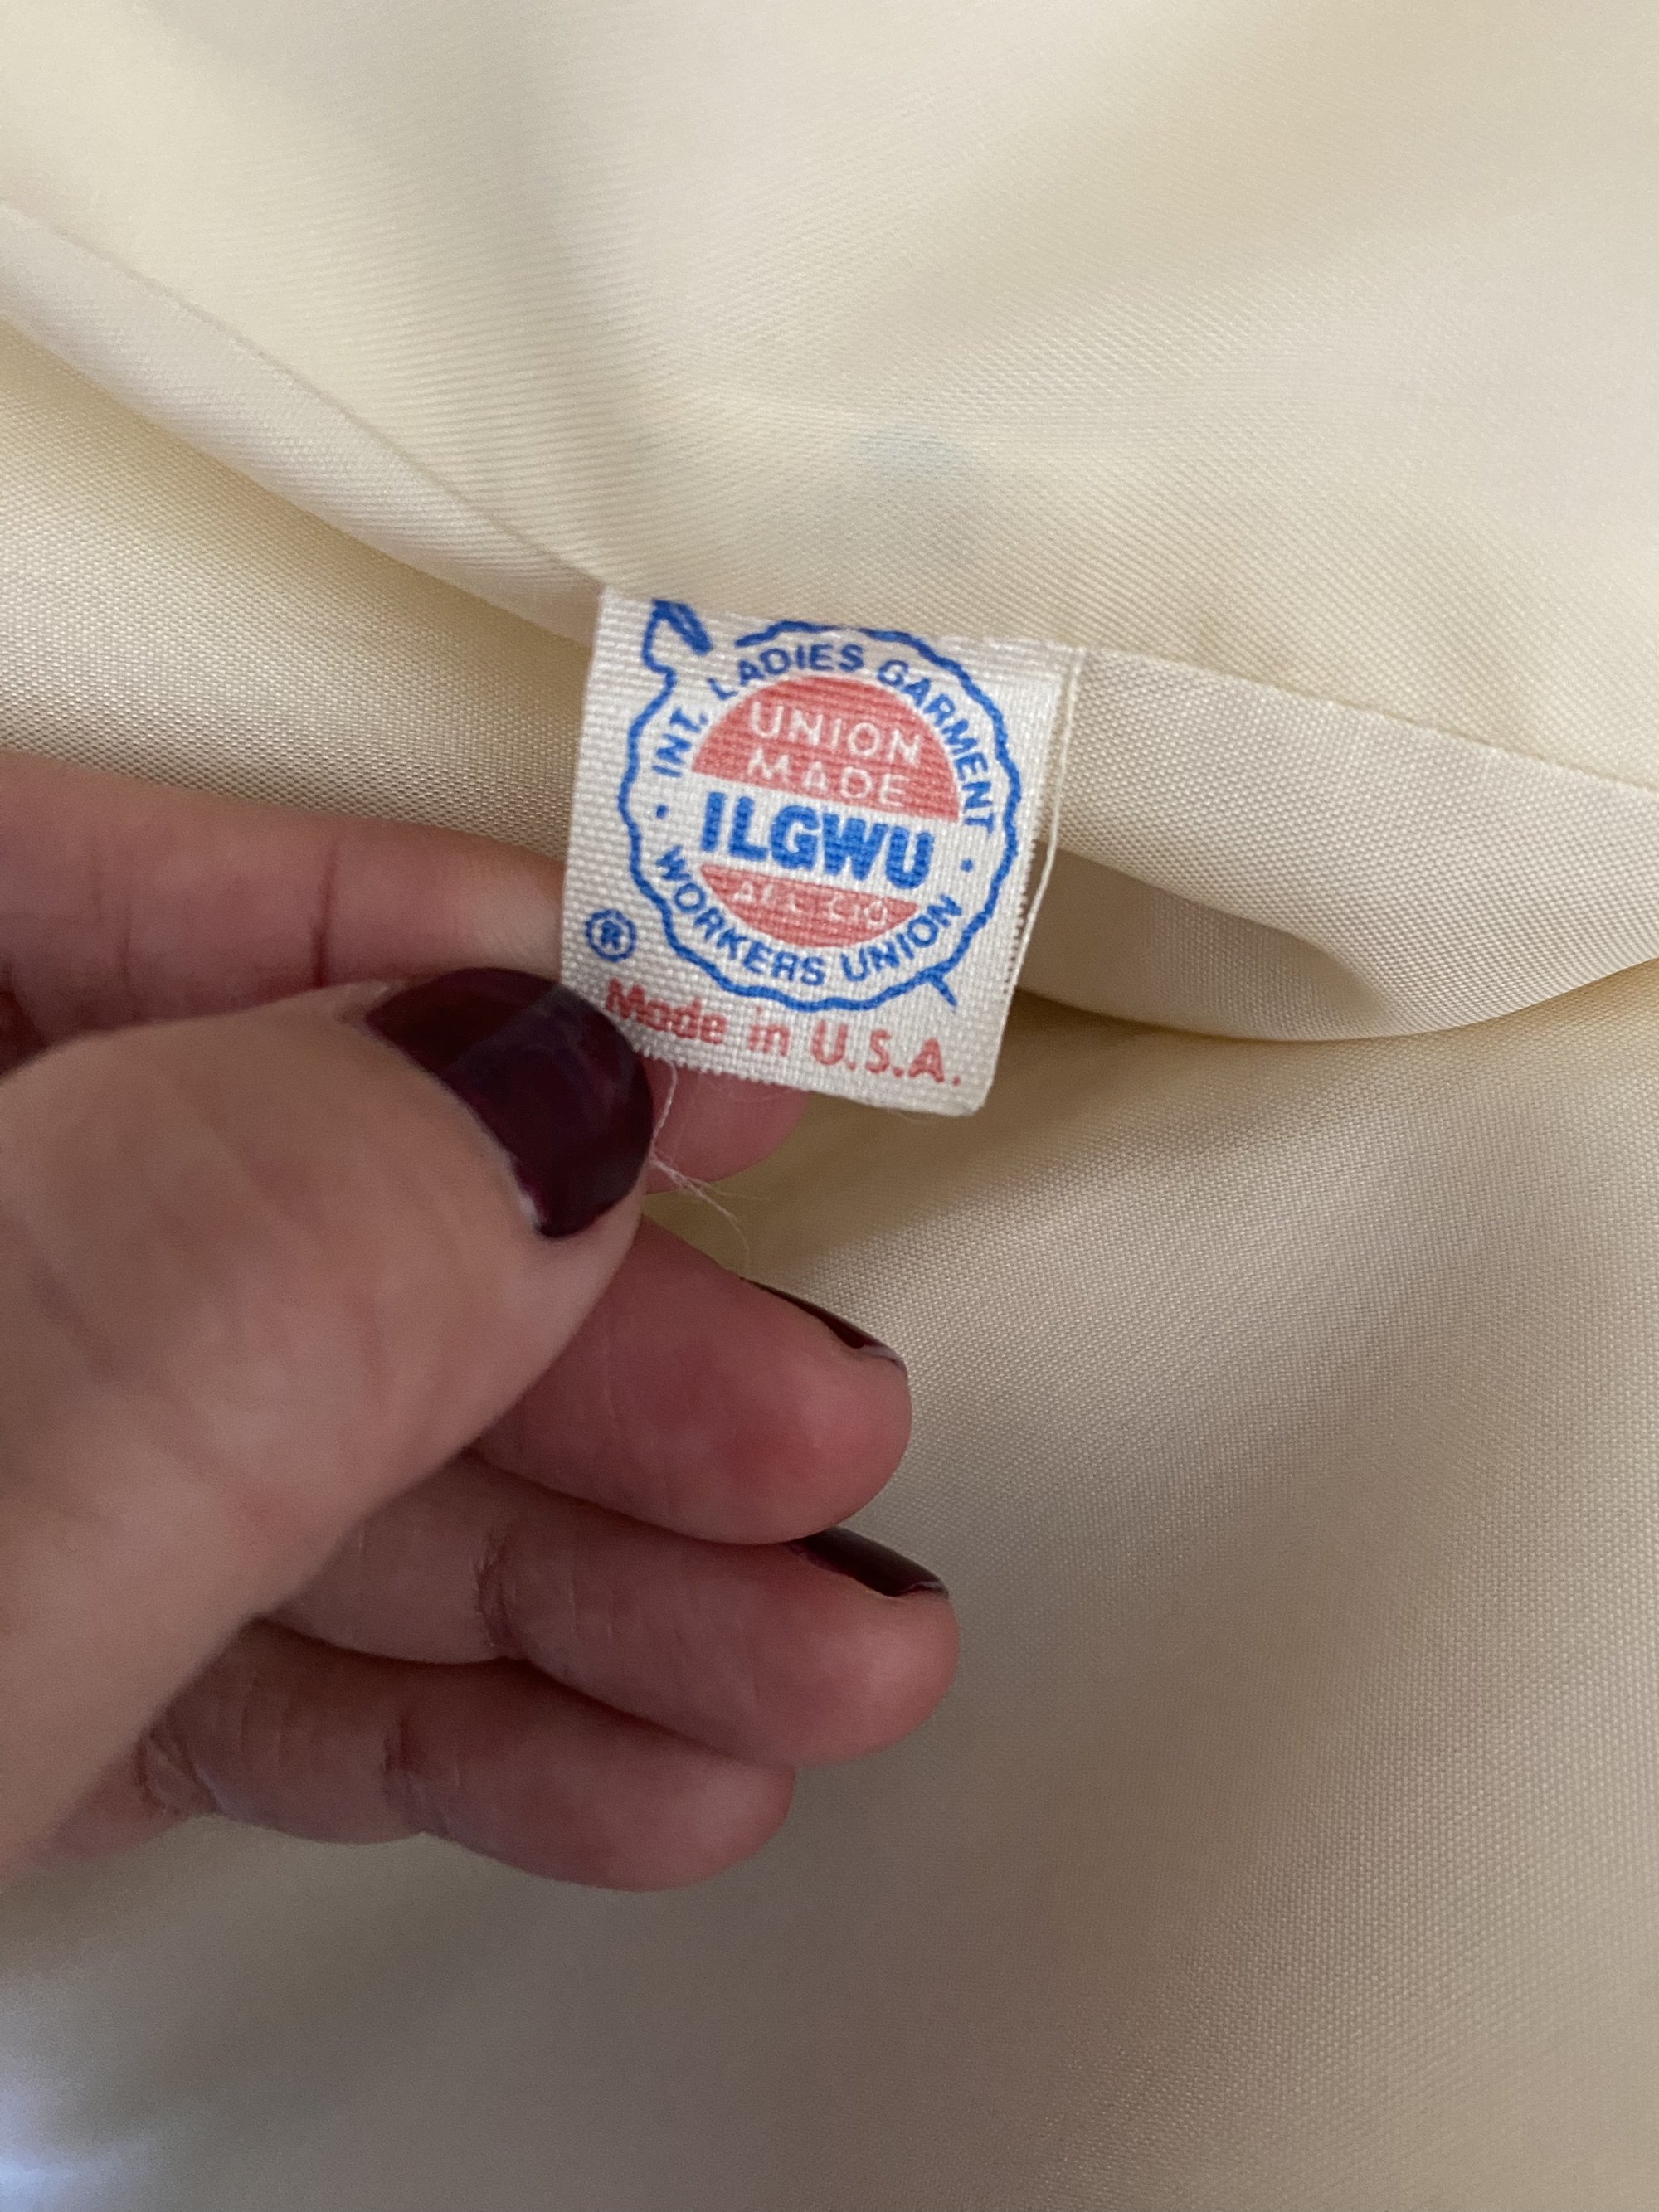 INT. LADIES GARMENT
UNION
MADE
ILGWU
AFL-CIO
WORKERS UNION
®
Made in U.S.A.